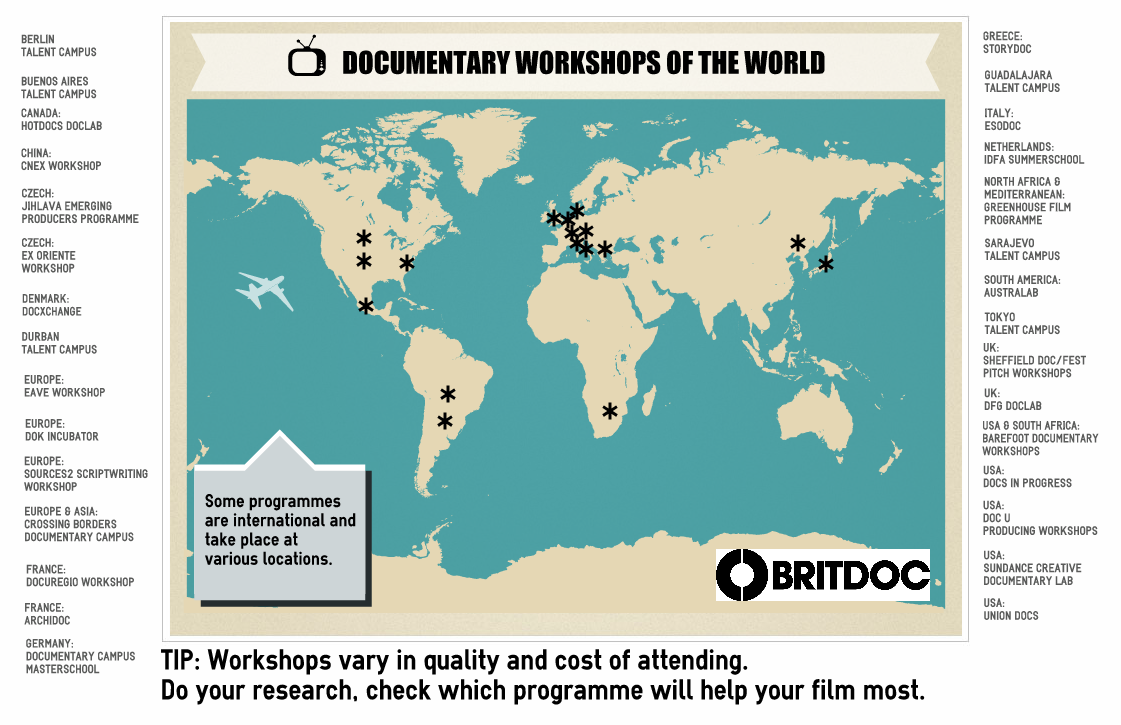 DOCUMENTARY WORKSHOPS OF THE WORLD
BERLIN
TALENT CAMPUS
BUENOS AIRES
TALENT CAMPUS
CANADA:
HOTDOCS DOCLAB
CHINA:
CNEX WORKSHOP
CZECH:
JIHLAVA EMERGING
PRODUCERS PROGRAMME
CZECH:
EX ORIENTE
WORKSHOP
DENMARK:
DOCXCHANGE
DURBAN
TALENT CAMPUS
EUROPE:
EAVE WORKSHOP
EUROPE:
DOK INCUBATOR
EUROPE:
SOURCES2 SCRIPTWRITING
WORKSHOP
EUROPE & ASIA:
CROSSING BORDERS
DOCUMENTARY CAMPUS
FRANCE:
DOCUREGIO WORKSHOP
FRANCE:
ARCHIDOC
GERMANY:
DOCUMENTARY CAMPUS
MASTERSCHOOL
Some programmes
are international and
take place at
various locations.
BRITDOC
GREECE:
STORYDOC
GUADALAJARA
TALENT CAMPUS
ITALY:
ESODOC
NETHERLANDS:
IDFA SUMMERSCHOOL
NORTH AFRICA &
MEDITERRANEAN:
GREENHOUSE FILM
PROGRAMME
SARAJEVO
TALENT CAMPUS
SOUTH AMERICA:
AUSTRALAB
TOKYO
TALENT CAMPUS
UK:
SHEFFIELD DOC/FEST
PITCH WORKSHOPS
UK:
DFG DOCLAB
USA & SOUTH AFRICA:
BAREFOOT DOCUMENTARY
WORKSHOPS
USA:
DOCS IN PROGRESS
USA:
DOC U
PRODUCING WORKSHOPS
USA:
SUNDANCE CREATIVE
DOCUMENTARY LAB
USA:
UNION DOCS
TIP: Workshops vary in quality and cost of attending.
Do your research, check which programme will help your film most.